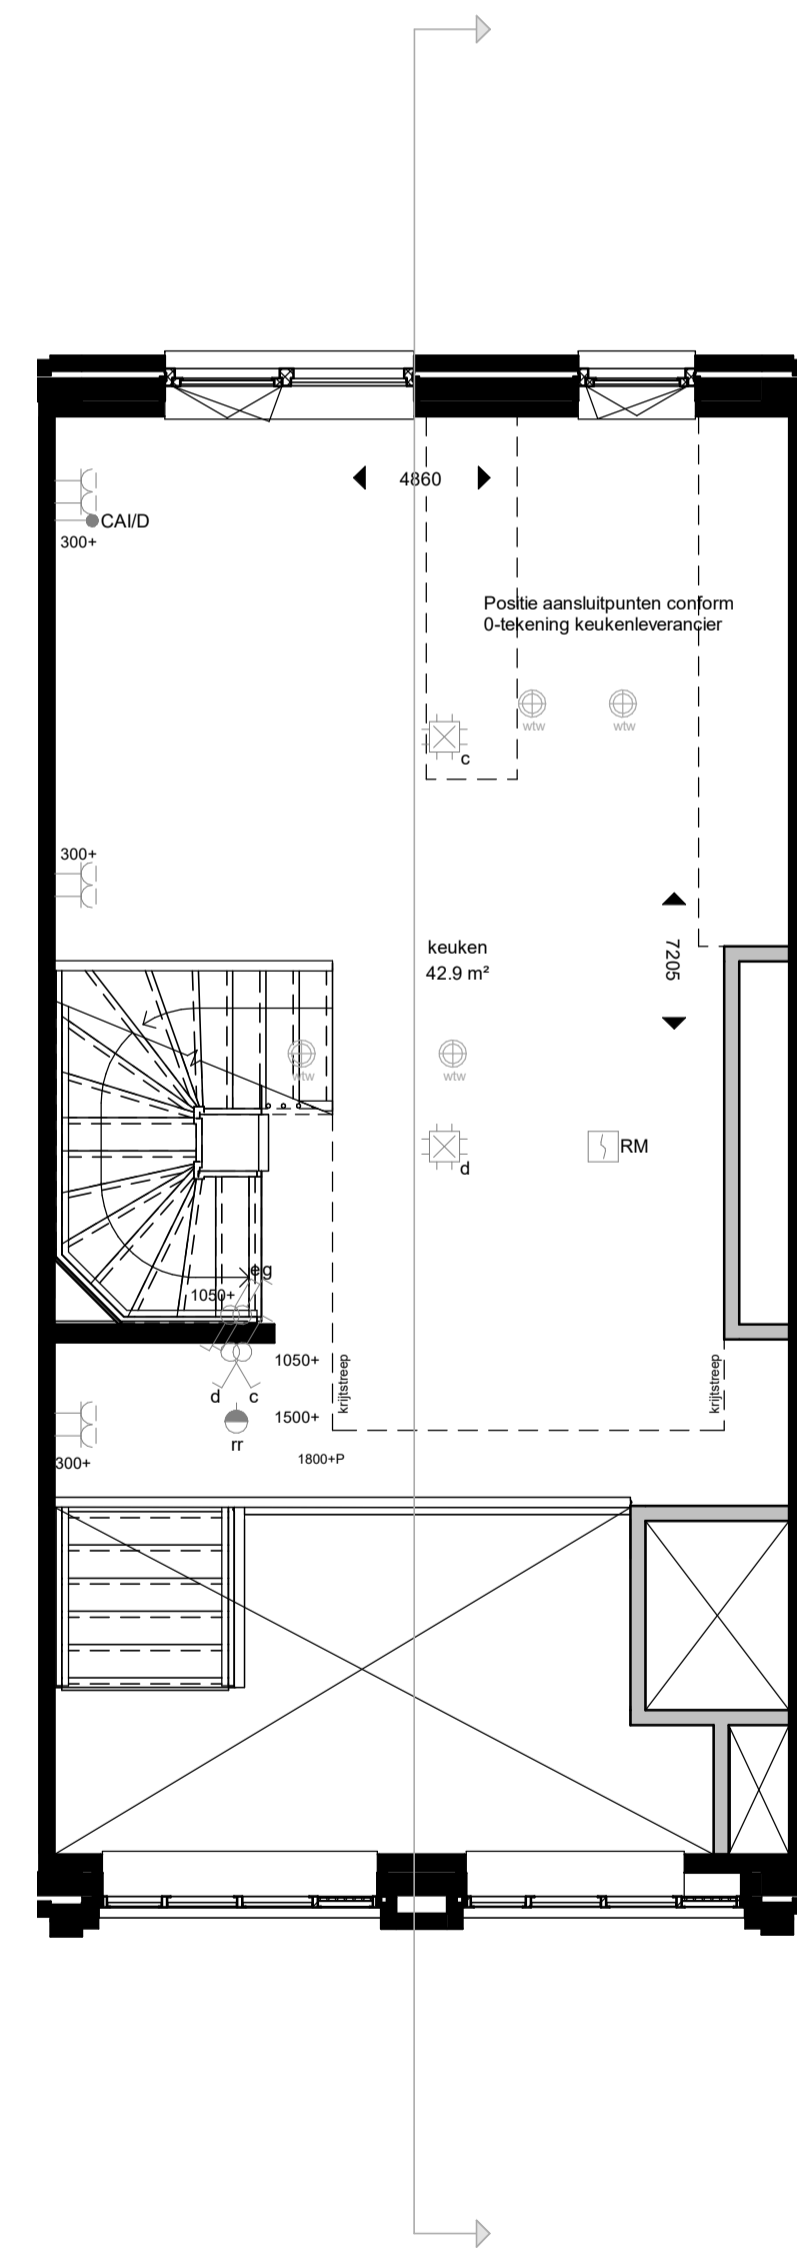 4860
CAI/D
300+
Positie aansluitpunten conform
0-tekening keukenleverancier
wtw
wtw
c
300+
keuken
42.9 m²
7205
wtw
wtw
d
RM
eg
1050+
1050+
d
c
1500+
rr
krijtstreep
krijtstreep
300+
1800+P